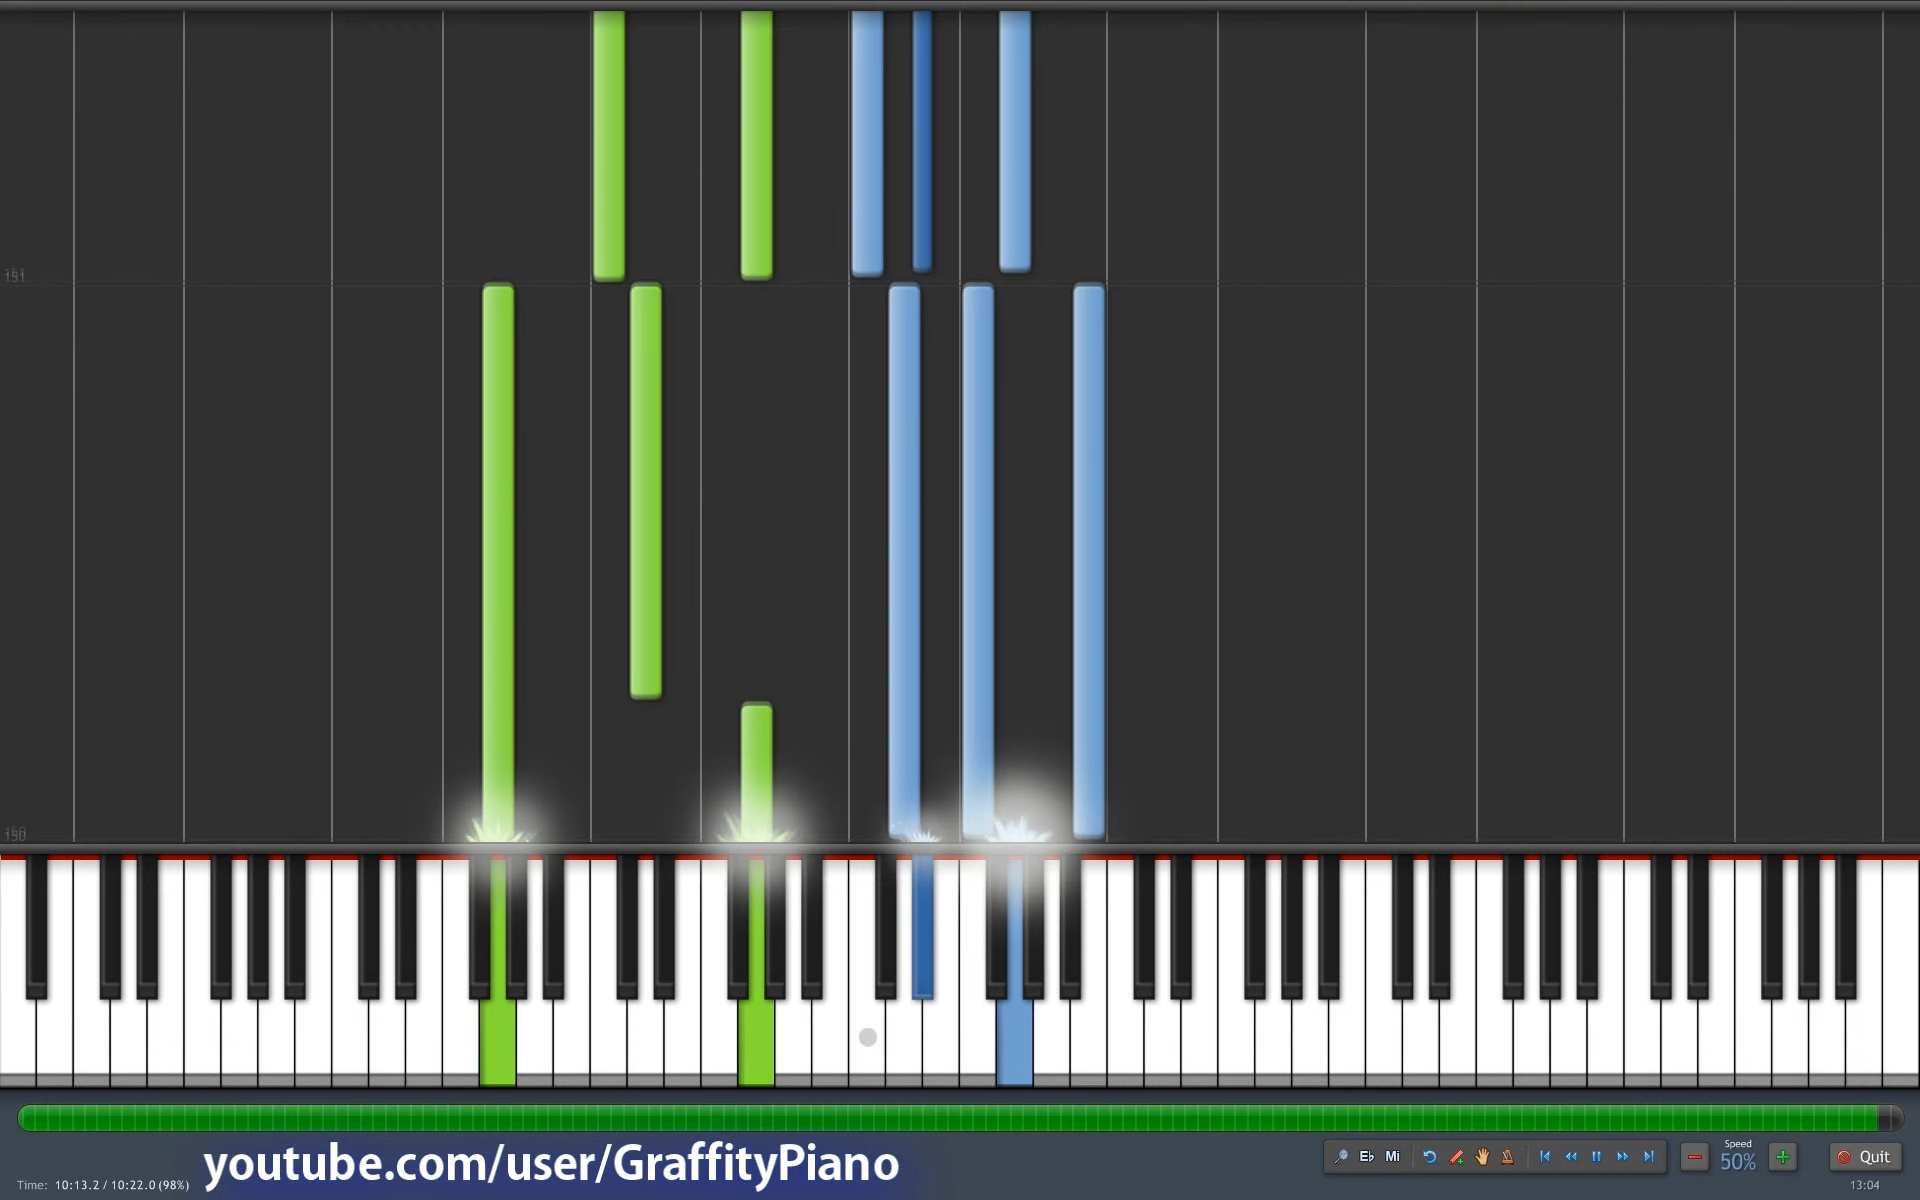 151
150
youtube.com/user/GraffityPiano
Time: 10:13.2 / 10:22.0 (98%)
Eb Mi
Speed
50%
Quit
13:04